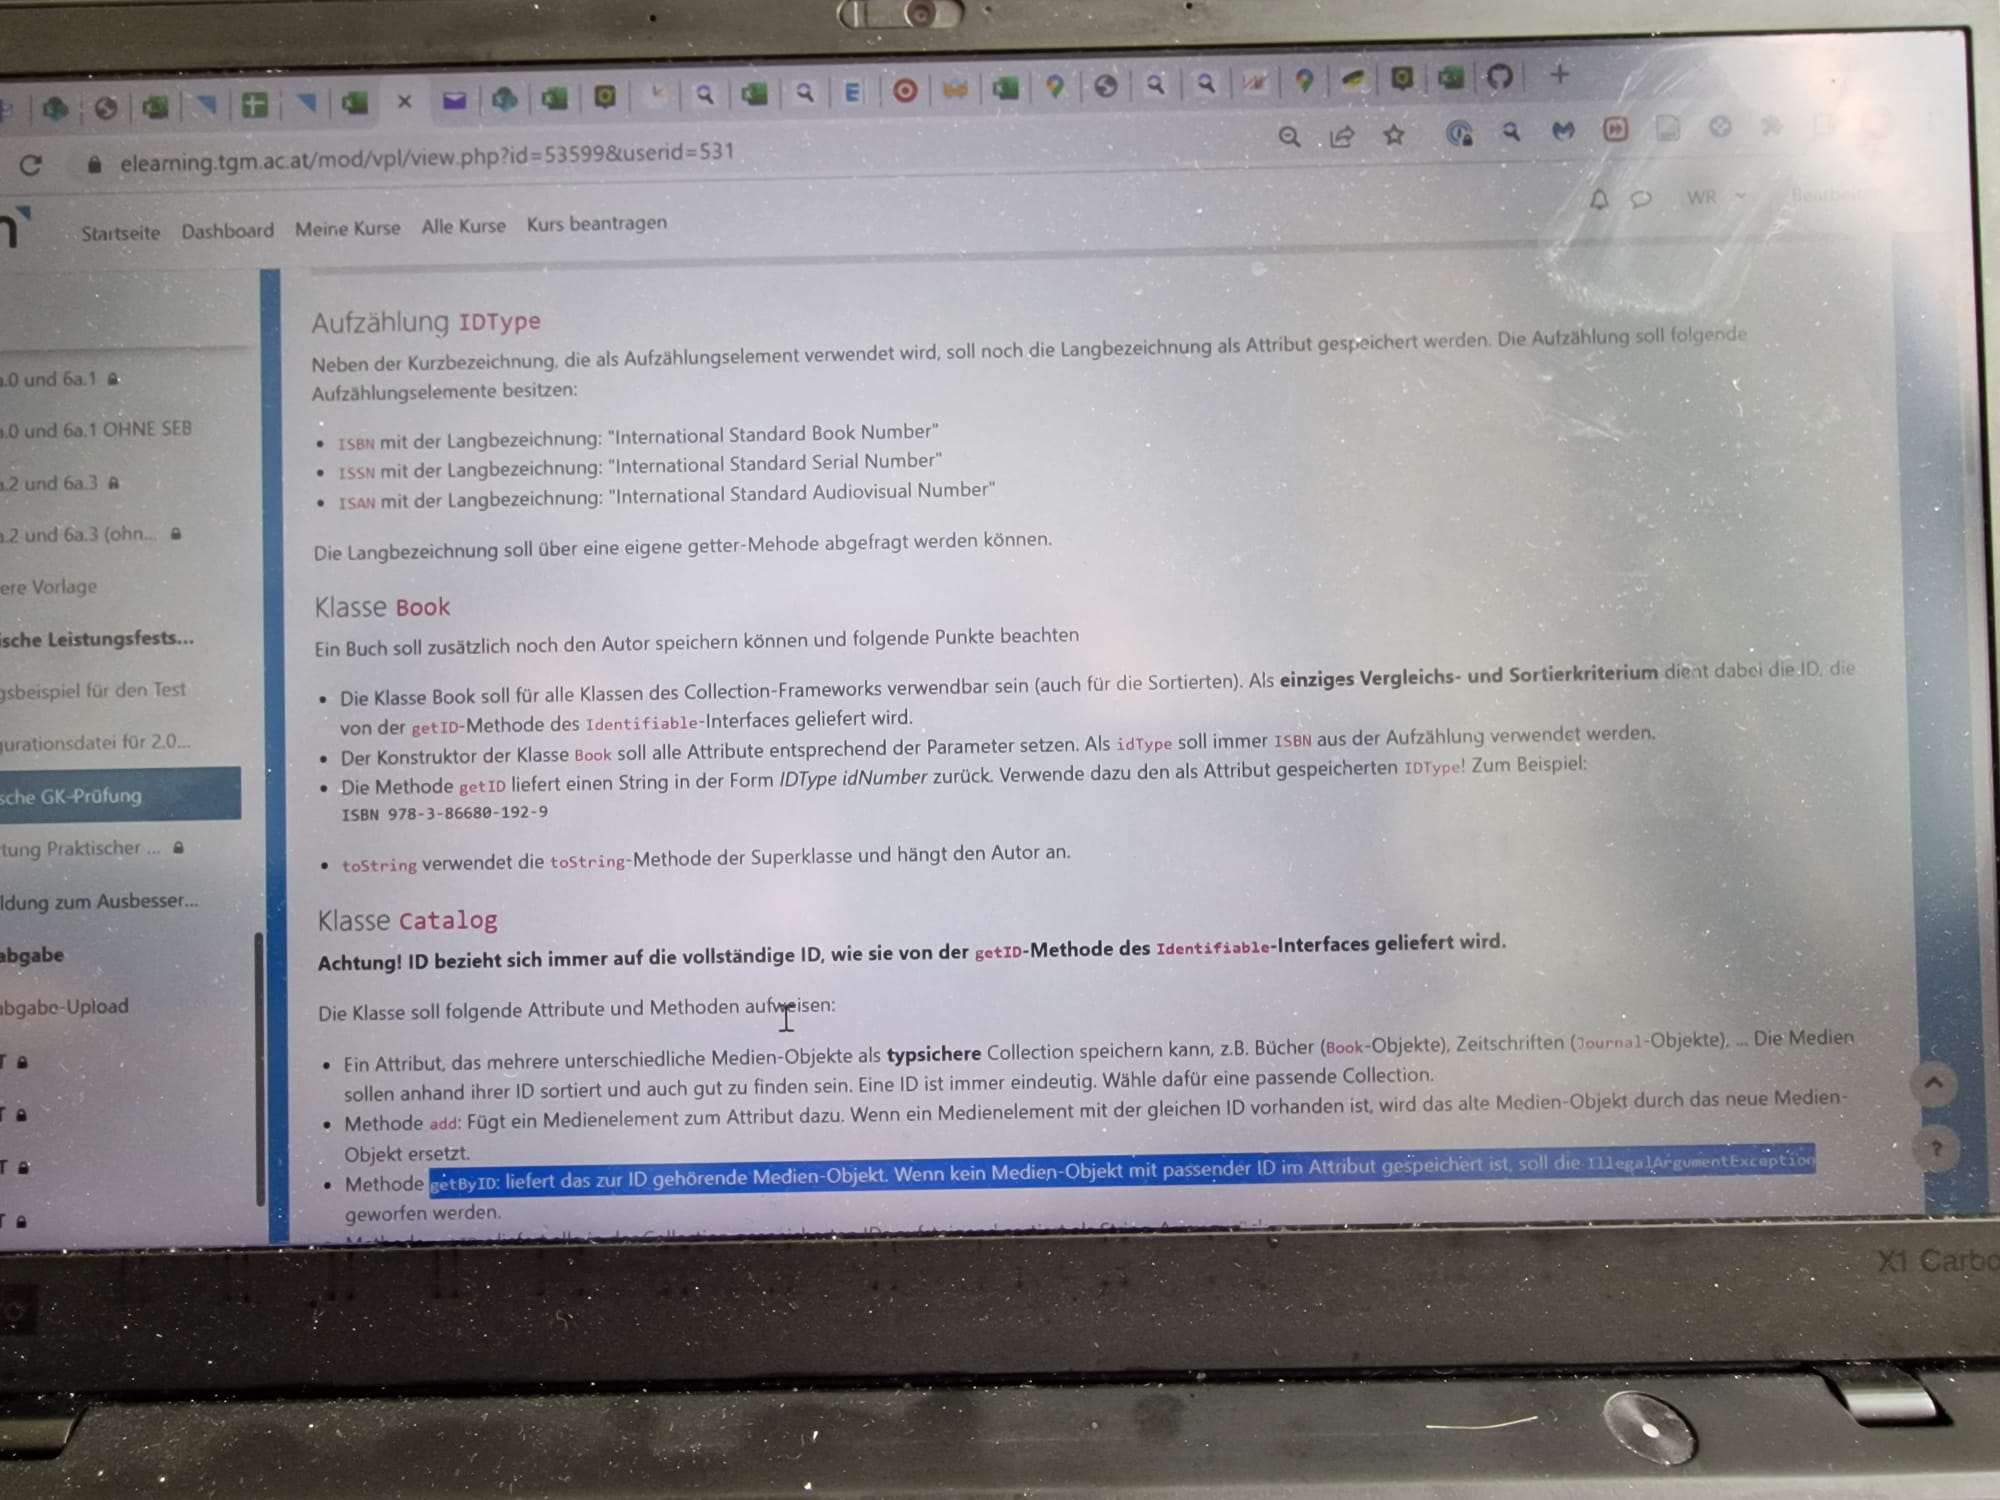 elearning.tgm.ac.at/mod/vpl/view.php?id=53599&userid=531
Startseite Dashboard Meine Kurse Alle Kurse Kurs beantragen
WR
.0 und 6a.1
.0 und 6a.1 OHNE SEB
.2 und 6a.3
.2 und 6a.3 (ohn...
ere Vorlage
ische Leistungsfests...
gsbeispiel für den Test
gurationsdatei für 2.0...
sche GK-Prüfung
tung Praktischer ...
ldung zum Ausbesser...
abgabe
abgabe-Upload
T
T
T
T
Aufzählung IDType
Neben der Kurzbezeichnung, die als Aufzählungselement verwendet wird, soll noch die Langbezeichnung als Attribut gespeichert werden. Die Aufzählung soll folgende
Aufzählungselemente besitzen:
• ISBN mit der Langbezeichnung: "International Standard Book Number"
• ISSN mit der Langbezeichnung: "International Standard Serial Number"
• ISAN mit der Langbezeichnung: "International Standard Audiovisual Number"
Die Langbezeichnung soll über eine eigene getter-Mehode abgefragt werden können.
Klasse Book
Ein Buch soll zusätzlich noch den Autor speichern können und folgende Punkte beachten
• Die Klasse Book soll für alle Klassen des Collection-Frameworks verwendbar sein (auch für die Sortierten). Als einziges Vergleichs- und Sortierkriterium dient dabei die ID, die
von der getID-Methode des Identifiable-Interfaces geliefert wird.
• Der Konstruktor der Klasse Book soll alle Attribute entsprechend der Parameter setzen. Als idType soll immer ISBN aus der Aufzählung verwendet werden.
• Die Methode getID liefert einen String in der Form IDType idNumber zurück. Verwende dazu den als Attribut gespeicherten IDType! Zum Beispiel:
ISBN 978-3-86680-192-9
• toString verwendet die toString-Methode der Superklasse und hängt den Autor an.
Klasse Catalog
Achtung! ID bezieht sich immer auf die vollständige ID, wie sie von der getID-Methode des Identifiable-Interfaces geliefert wird.
Die Klasse soll folgende Attribute und Methoden aufweisen:
• Ein Attribut, das mehrere unterschiedliche Medien-Objekte als typsichere Collection speichern kann, z.B. Bücher (Book-Objekte), Zeitschriften (Journal-Objekte), ... Die Medien
sollen anhand ihrer ID sortiert und auch gut zu finden sein. Eine ID ist immer eindeutig. Wähle dafür eine passende Collection.
• Methode add: Fügt ein Medienelement zum Attribut dazu. Wenn ein Medienelement mit der gleichen ID vorhanden ist, wird das alte Medien-Objekt durch das neue Medien-
Objekt ersetzt.
• Methode getByID: liefert das zur ID gehörende Medien-Objekt. Wenn kein Medien-Objekt mit passender ID im Attribut gespeichert ist, soll die IllegalArgumentException
geworfen werden.
X1 Carbo